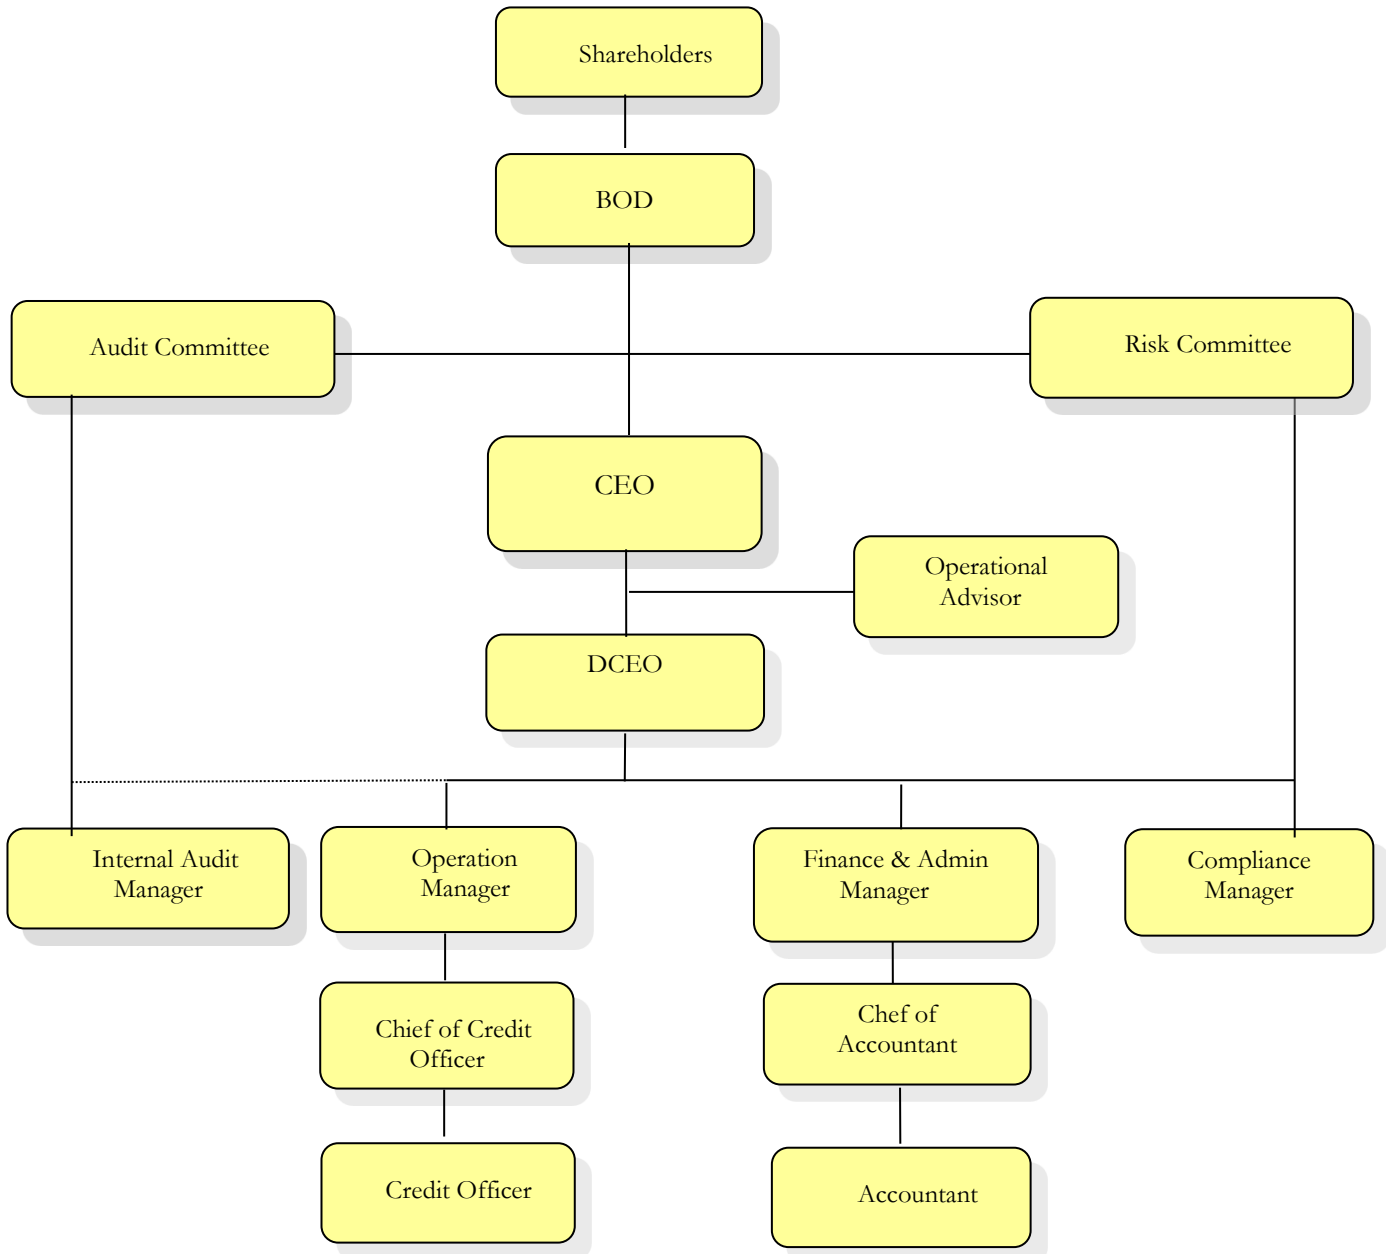 Shareholders
BOD
Audit Committee
Risk Committee
CEO
Operational
Advisor
DCEO
Internal Audit
Manager
Operation
Manager
Finance & Admin
Manager
Compliance
Manager
Chief of Credit
Officer
Chef of
Accountant
Credit Officer
Accountant